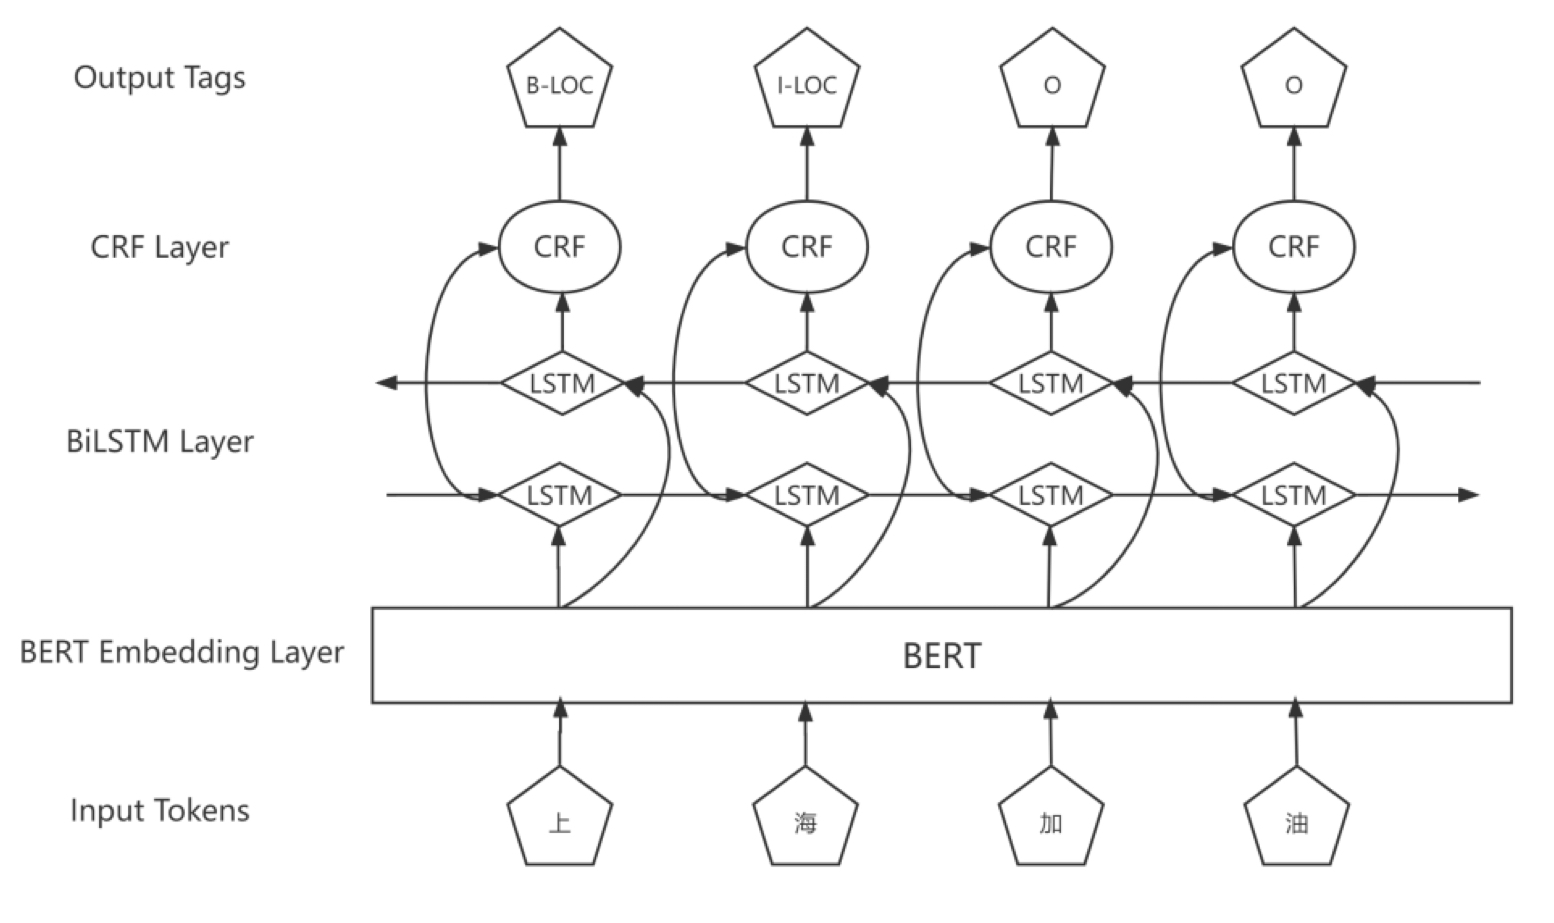 Output Tags
B-LOC
I-LOC
O
O
CRF Layer
CRF
CRF
CRF
CRF
LSTM
LSTM
LSTM
LSTM
BiLSTM Layer
LSTM
LSTM
LSTM
LSTM
BERT Embedding Layer
BERT
Input Tokens
上
海
加
油